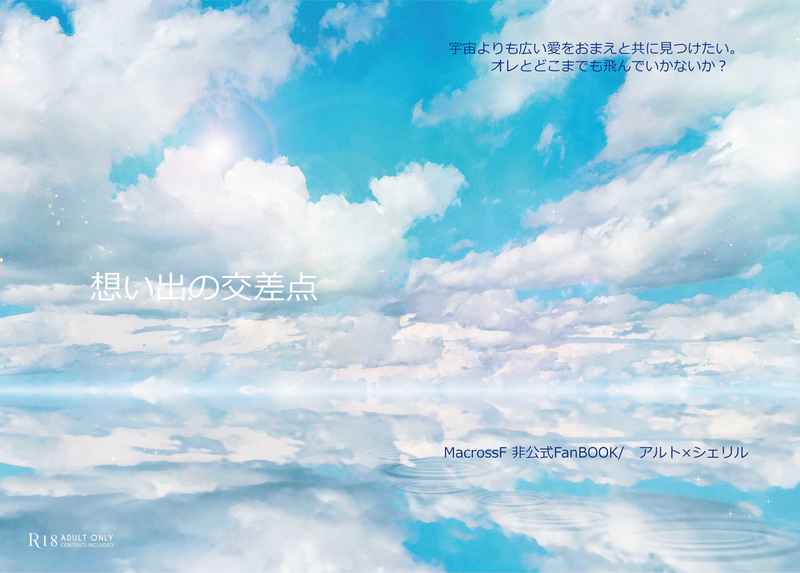 宇宙よりも広い愛をおまえと共に見つけたい。
オレとどこまでも飛んでいかないか？
想い出の交差点
MacrossF 非公式FanBOOK/　アルト×シェリル
R18 ADULT ONLY
CONTENTS INCLUDED